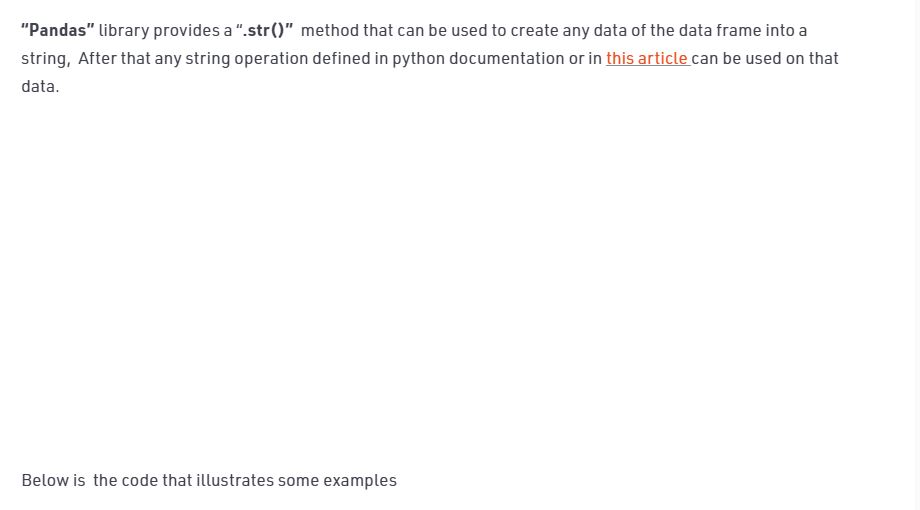 “Pandas” library provides a “.str()”  method that can be used to create any data of the data frame into a
string,  After that any string operation defined in python documentation or in this article can be used on that
data.
Below is  the code that illustrates some examples